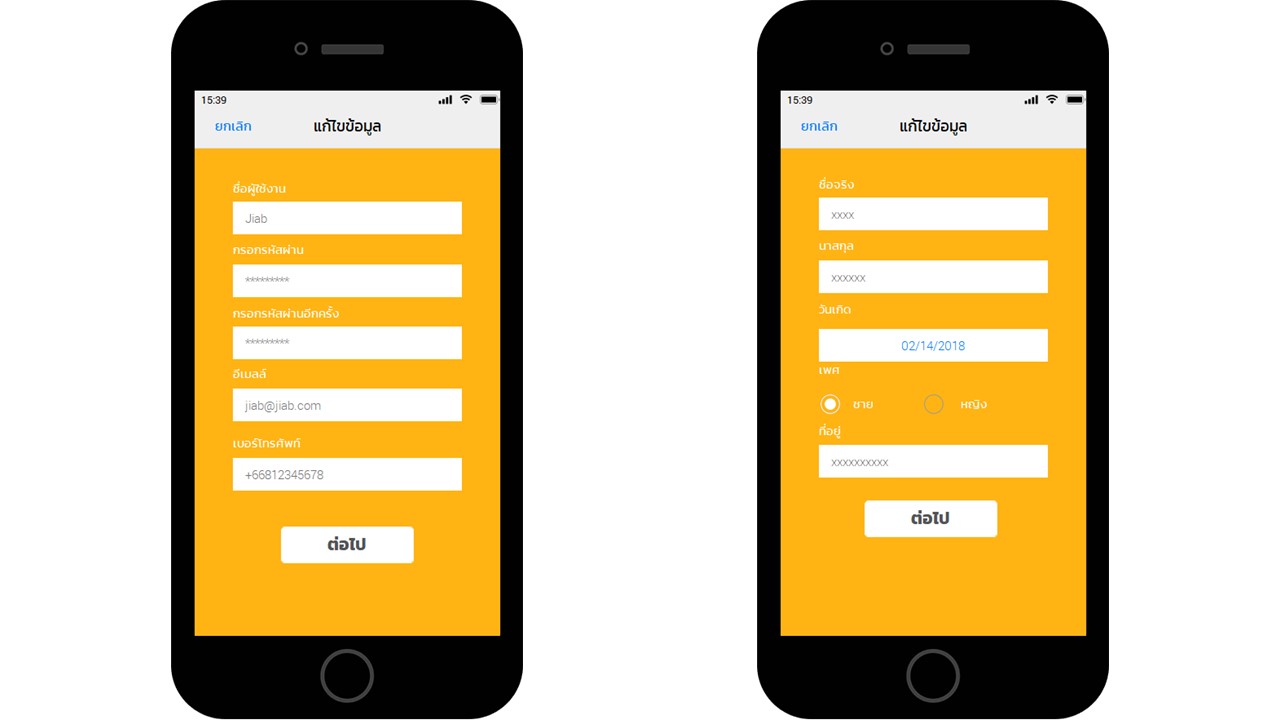 15:39
ยกเลิก แก้ไขข้อมูล
ชื่อผู้ใช้งาน
Jiab
กรอกรหัสผ่าน
*********
กรอกรหัสผ่านอีกครั้ง
*********
อีเมลล์
jiab@jiab.com
เบอร์โทรศัพท์
+66812345678
ต่อไป
15:39
ยกเลิก แก้ไขข้อมูล
ชื่อจริง
xxxx
นาสกุล
xxxxxx
วันเกิด
02/14/2018
เพศ
ชาย หญิง
ที่อยู่
xxxxxxxxxx
ต่อไป